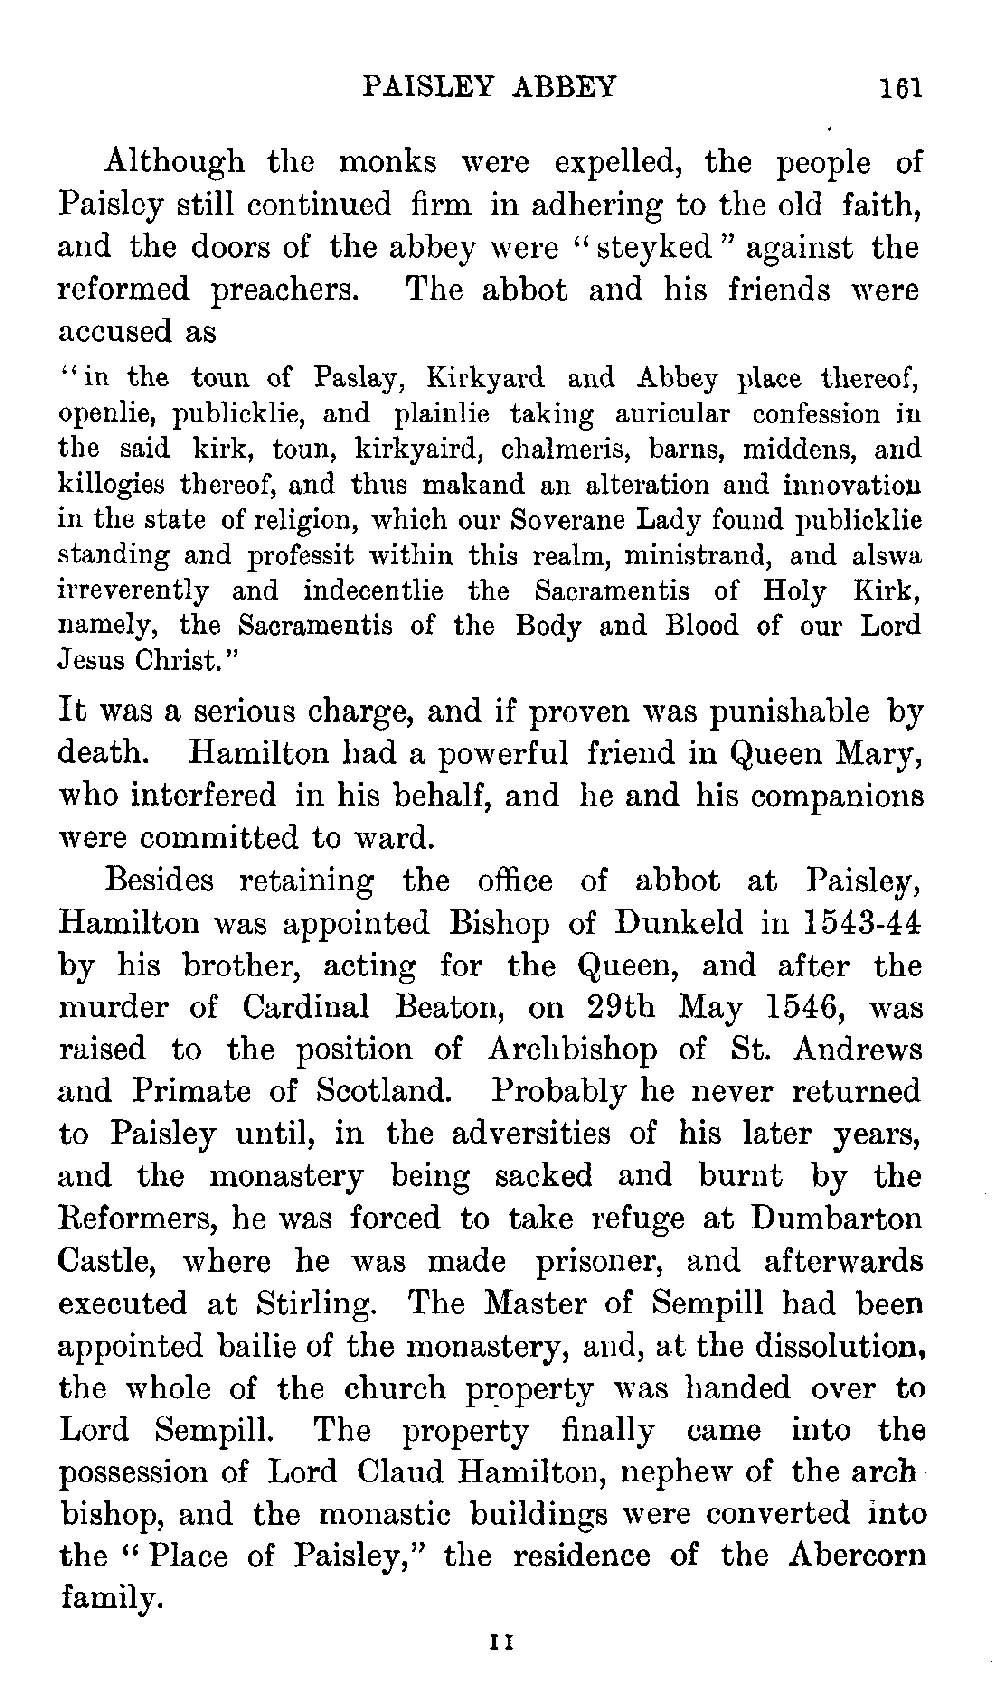 PAISLEY ABBEY 161
Although the monks were expelled, the people of
Paisley still continued firm in adhering to the old faith,
and the doors of the abbey were “steyked” against the
reformed preachers. The abbot and his friends were
accused as
“in the toun of Paslay, Kirkyard and Abbey place thereof,
openlie, publicklie, and plainlie taking auricular confession in
the said kirk, toun, kirkyaird, chalmeris, barns, middens, and
killogies thereof, and thus makand an alteration and innovation
in the state of religion, which our Soverane Lady found publicklie
standing and professit within this realm, ministrand, and alswa
irreverently and indecentlie the Sacramentis of Holy Kirk,
namely, the Sacramentis of the Body and Blood of our Lord
Jesus Christ.”
It was a serious charge, and if proven was punishable by
death. Hamilton had a powerful friend in Queen Mary,
who interfered in his behalf, and he and his companions
were committed to ward.
Besides retaining the office of abbot at Paisley,
Hamilton was appointed Bishop of Dunkeld in 1543-44
by his brother, acting for the Queen, and after the
murder of Cardinal Beaton, on 29th May 1546, was
raised to the position of Archbishop of St. Andrews
and Primate of Scotland. Probably he never returned
to Paisley until, in the adversities of his later years,
and the monastery being sacked and burnt by the
Reformers, he was forced to take refuge at Dumbarton
Castle, where he was made prisoner, and afterwards
executed at Stirling. The Master of Sempill had been
appointed bailie of the monastery, and, at the dissolution,
the whole of the church property was handed over to
Lord Sempill. The property finally came into the
possession of Lord Claud Hamilton, nephew of the arch
bishop, and the monastic buildings were converted into
the “Place of Paisley,” the residence of the Abercorn
family.
11